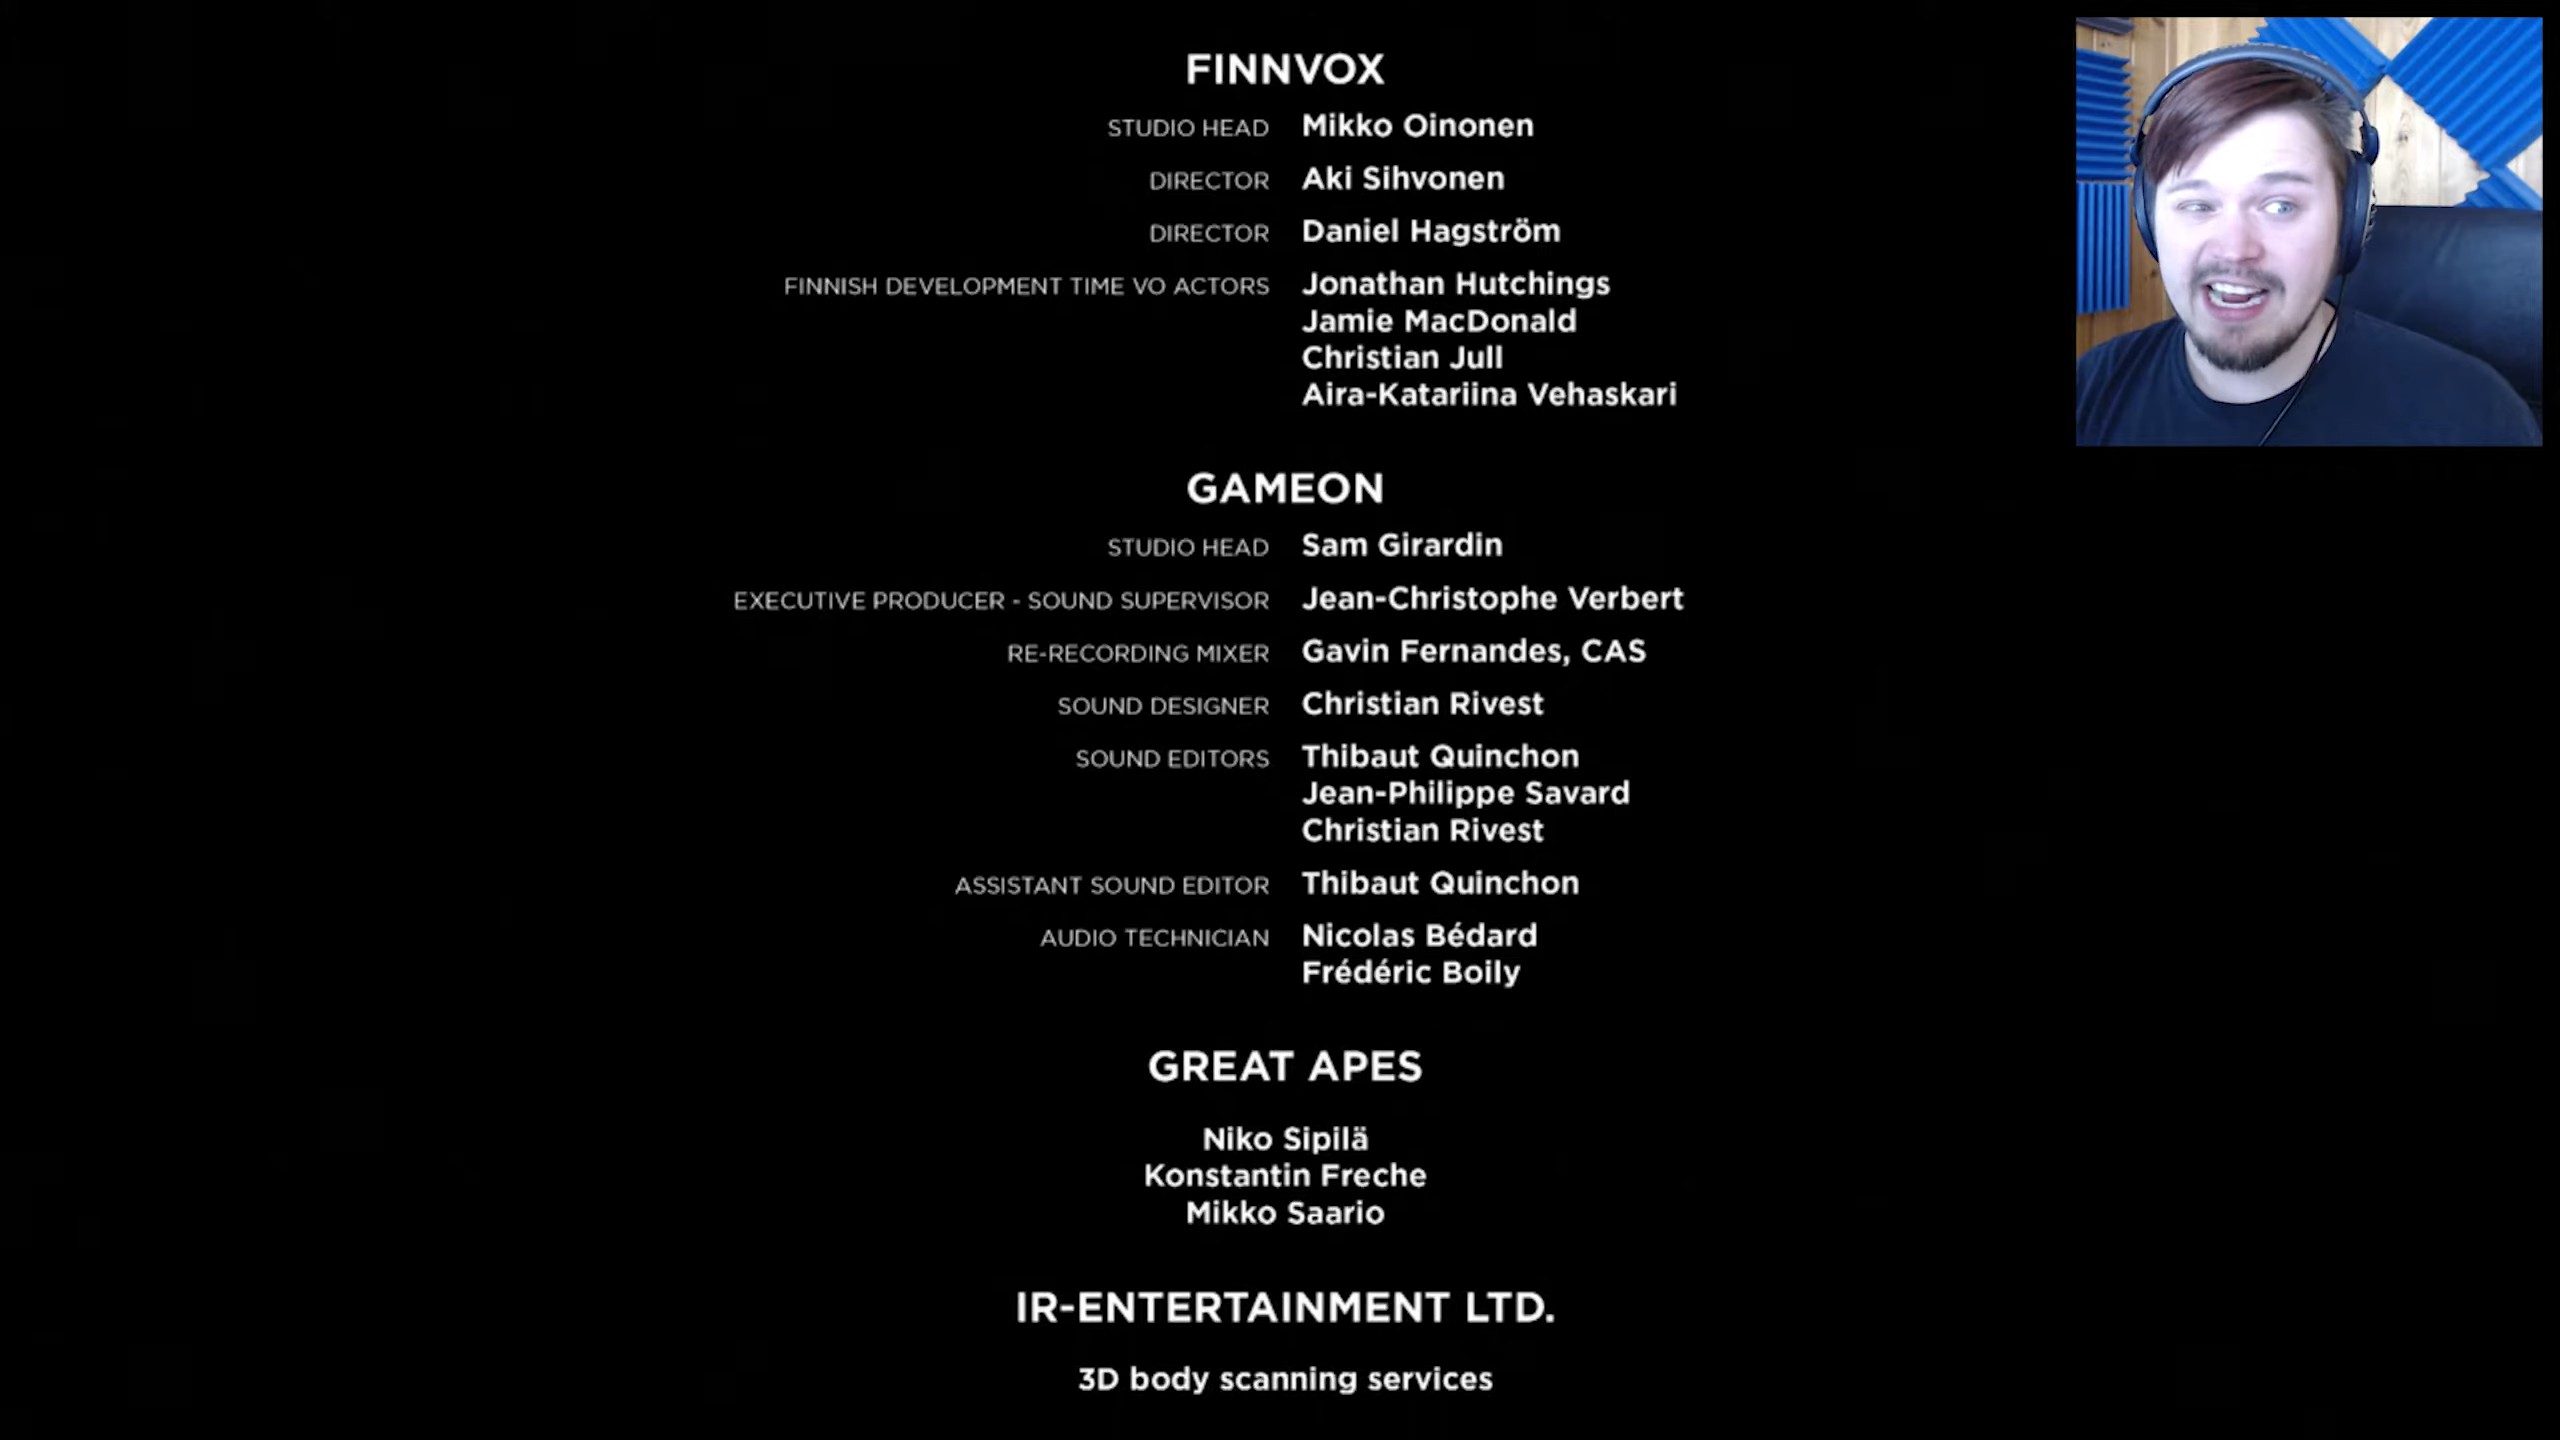 FINNVOX
STUDIO HEAD Mikko Oinonen
DIRECTOR Aki Sihvonen
DIRECTOR Daniel Hagström
FINNISH DEVELOPMENT TIME VO ACTORS Jonathan Hutchings
Jamie MacDonald
Christian Jull
Aira-Katariina Vehaskari
GAMEON
STUDIO HEAD Sam Girardin
EXECUTIVE PRODUCER - SOUND SUPERVISOR Jean-Christophe Verbert
RE-RECORDING MIXER Gavin Fernandes, CAS
SOUND DESIGNER Christian Rivest
SOUND EDITORS Thibaut Quinchon
Jean-Philippe Savard
Christian Rivest
ASSISTANT SOUND EDITOR Thibaut Quinchon
AUDIO TECHNICIAN Nicolas Bédard
Frédéric Boily
GREAT APES
Niko Sipilä
Konstantin Freche
Mikko Saario
IR-ENTERTAINMENT LTD.
3D body scanning services